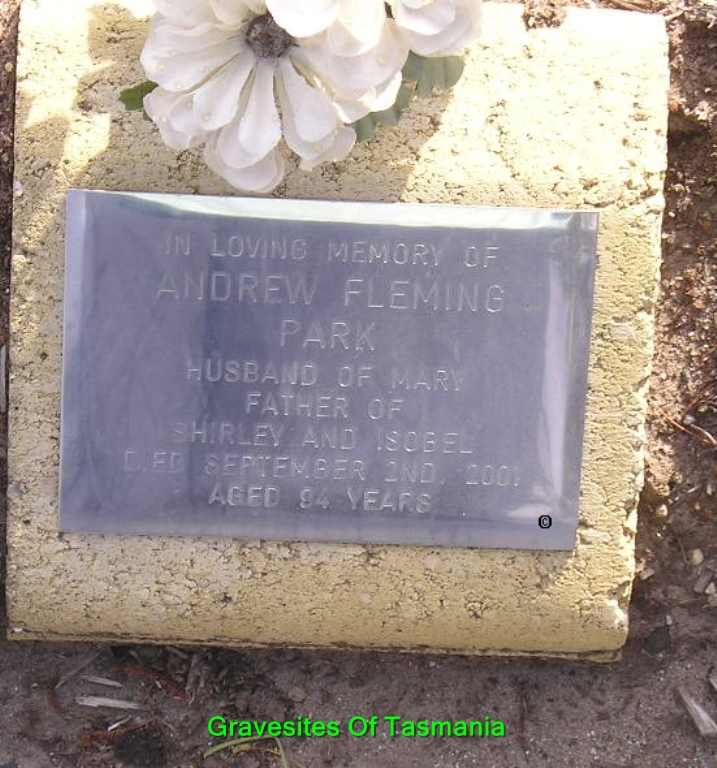 IN LOVING MEMORY OF
ANDREW FLEMING
PARK
HUSBAND OF MARY
FATHER OF
SHIRLEY AND ISOBEL
DIED SEPTEMBER 2ND. 2001
AGED 94 YEARS
©
Gravesites Of Tasmania